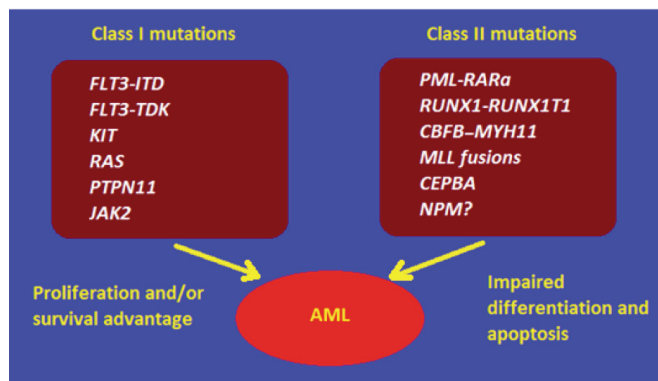 Class I mutations
FLT3-ITD
FLT3-TDK
KIT
RAS
PTPN11
JAK2
Class II mutations
PML-RARa
RUNX1-RUNX1T1
CBFB–MYH11
MLL fusions
CEPBA
NPM?
Proliferation and/or
survival advantage
AML
Impaired
differentiation and
apoptosis